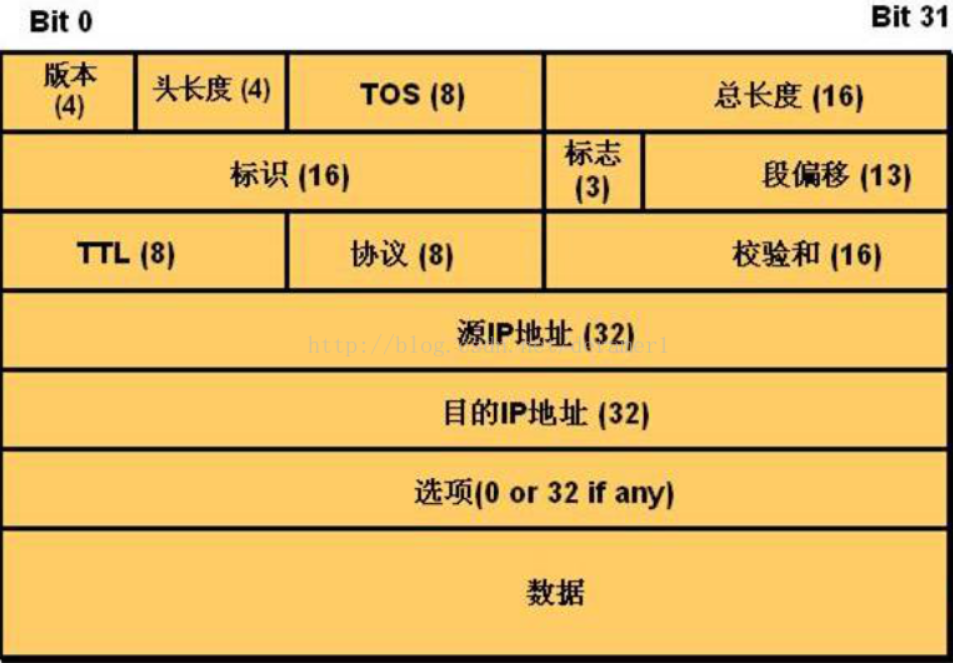 Bit 0
Bit 31
版本
(4)
头长度 (4)
TOS (8)
总长度 (16)
标识 (16)
标志
(3)
段偏移 (13)
TTL (8)
协议 (8)
校验和 (16)
源IP地址 (32)
http://blog.
目的IP地址 (32)
选项(0 or 32 if any)
数据